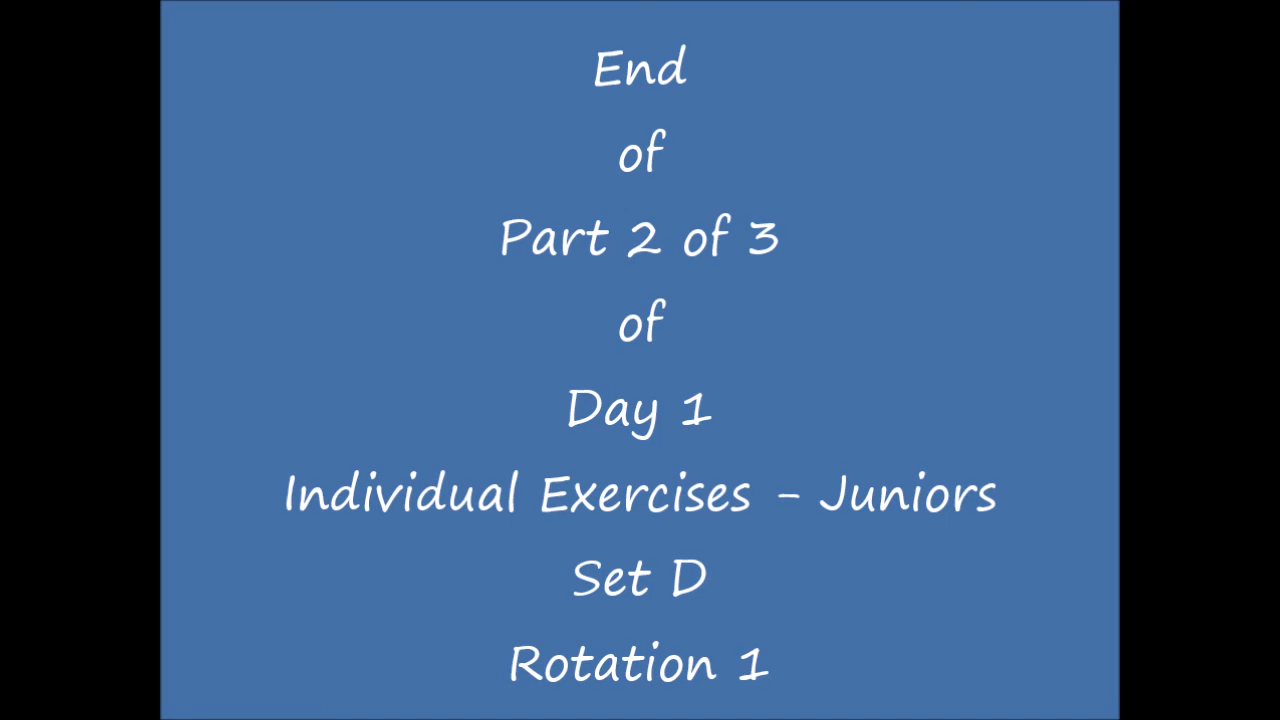 End
of
Part 2 of 3
of
Day 1
Individual Exercises - Juniors
Set D
Rotation 1